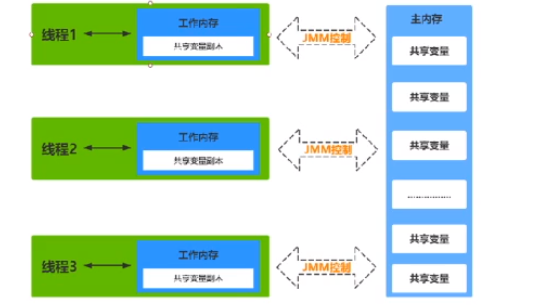 线程1
工作内存
共享变量副本
JMM控制
线程2
工作内存
共享变量副本
JMM控制
线程3
工作内存
共享变量副本
JMM控制
主内存
共享变量
共享变量
共享变量
..................
共享变量
共享变量